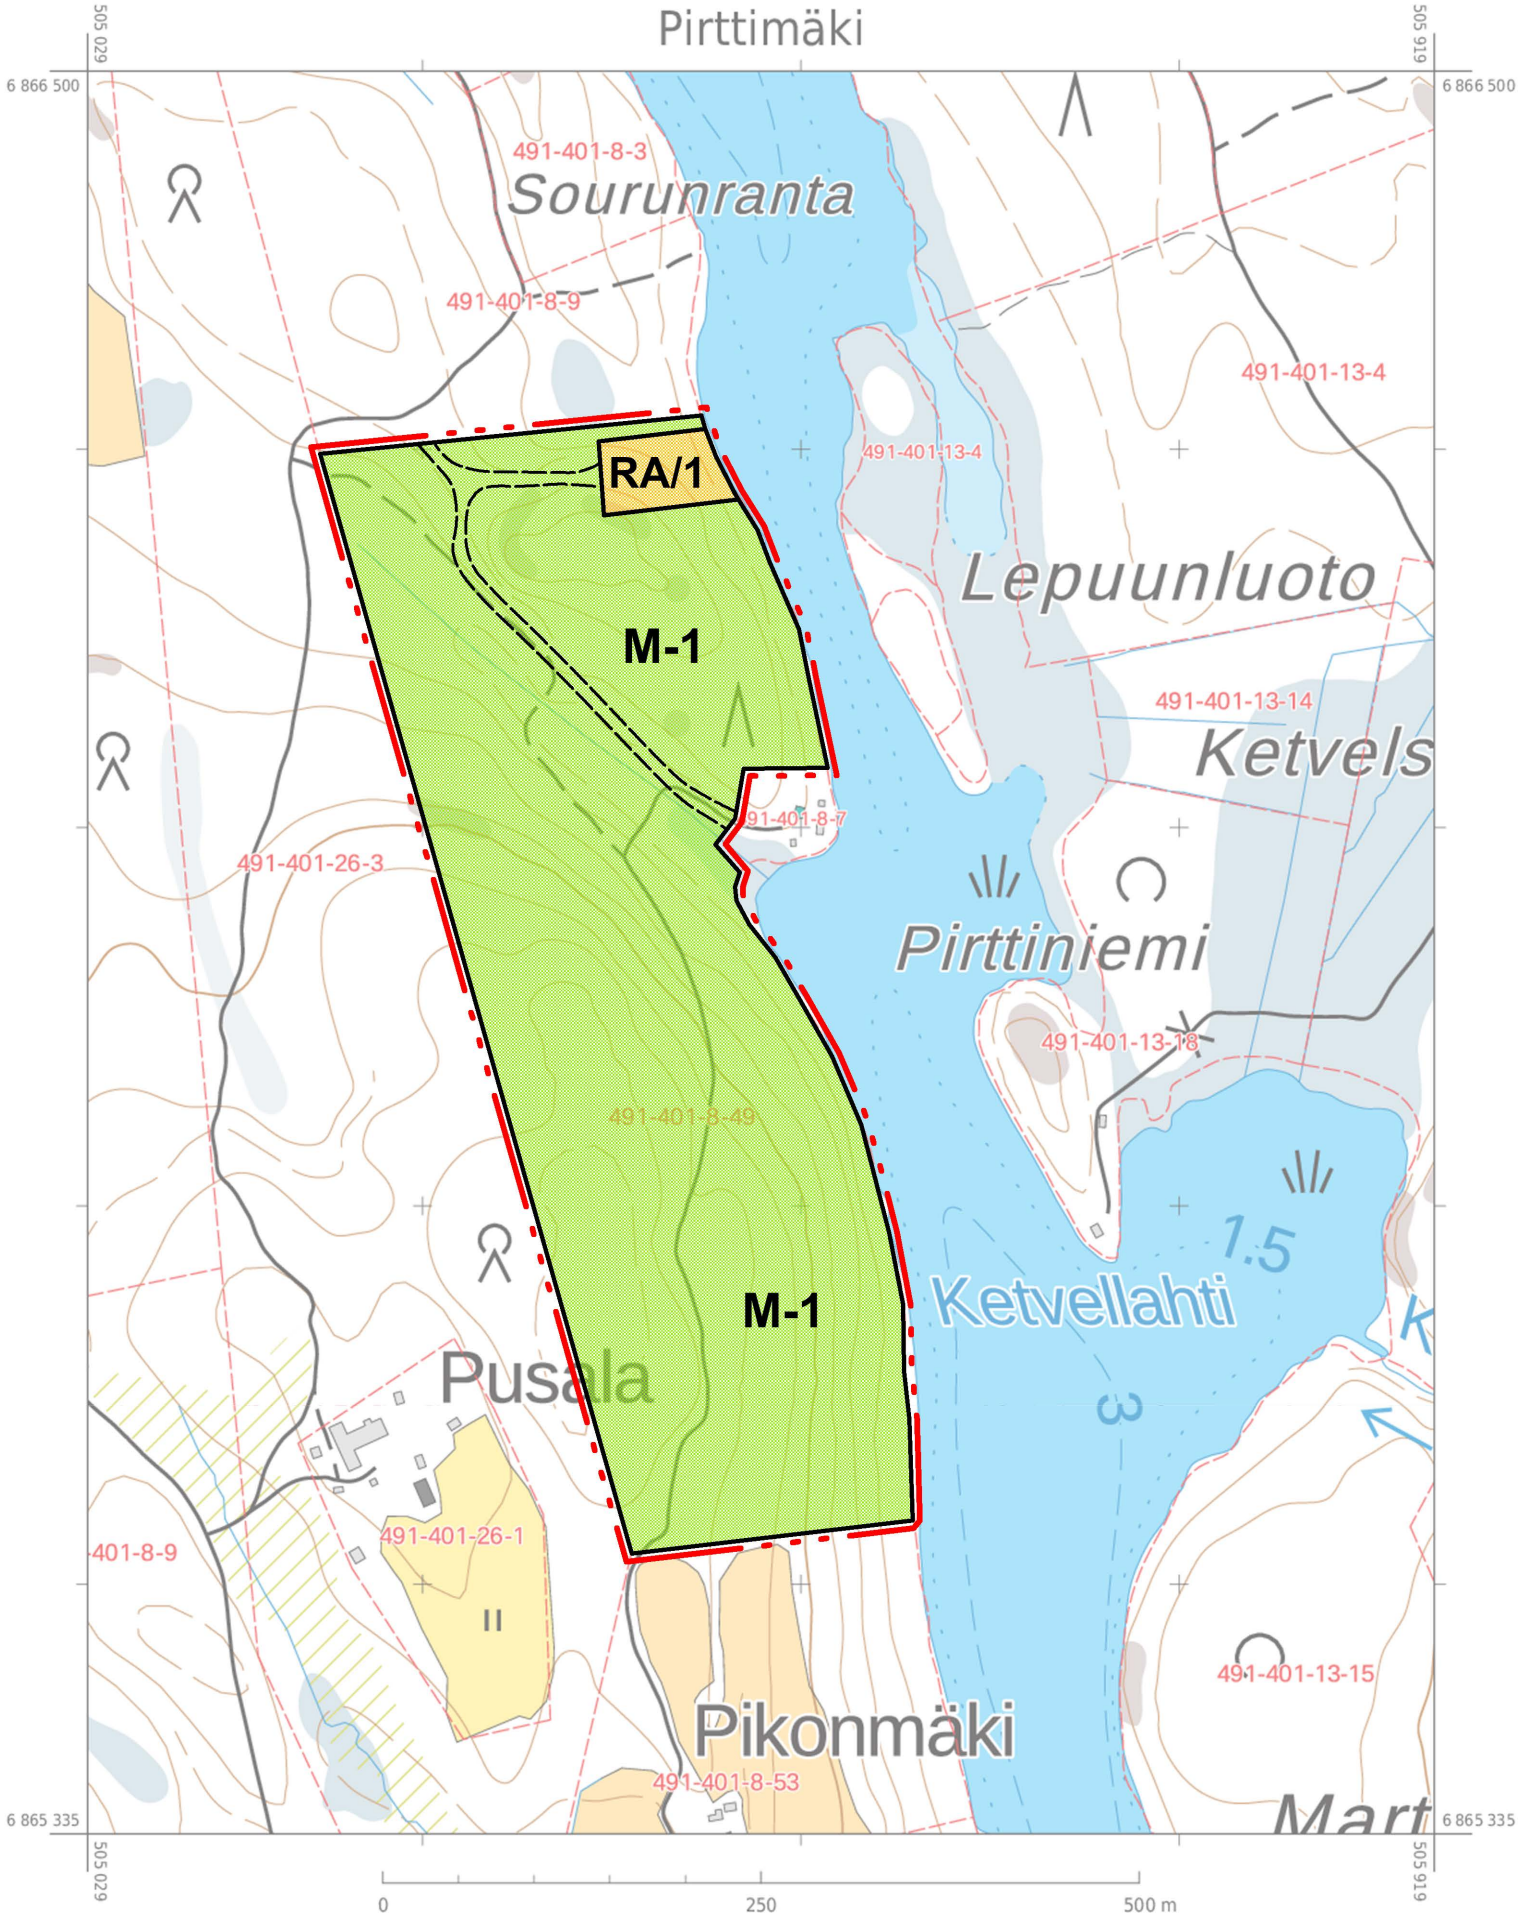 Pirttimäki
505 029
505 919
6 866 500
6 866 500
491-401-8-3
Sourunranta
491-401-8-9
491-401-13-4
491-401-13-4
RA/1
Lepuunluoto
M-1
491-401-13-14
Ketvels
91-401-8-7
491-401-26-3
Pirttiniemi
491-401-13-18
491-401-8-49
1.5
Ketvellahti
M-1
K
Pusala
3
491-401-26-1
-401-8-9
491-401-13-15
Pikonmäki
491-401-8-53
Mart
6 865 335
6 865 335
505 029
505 919
0
250
500 m